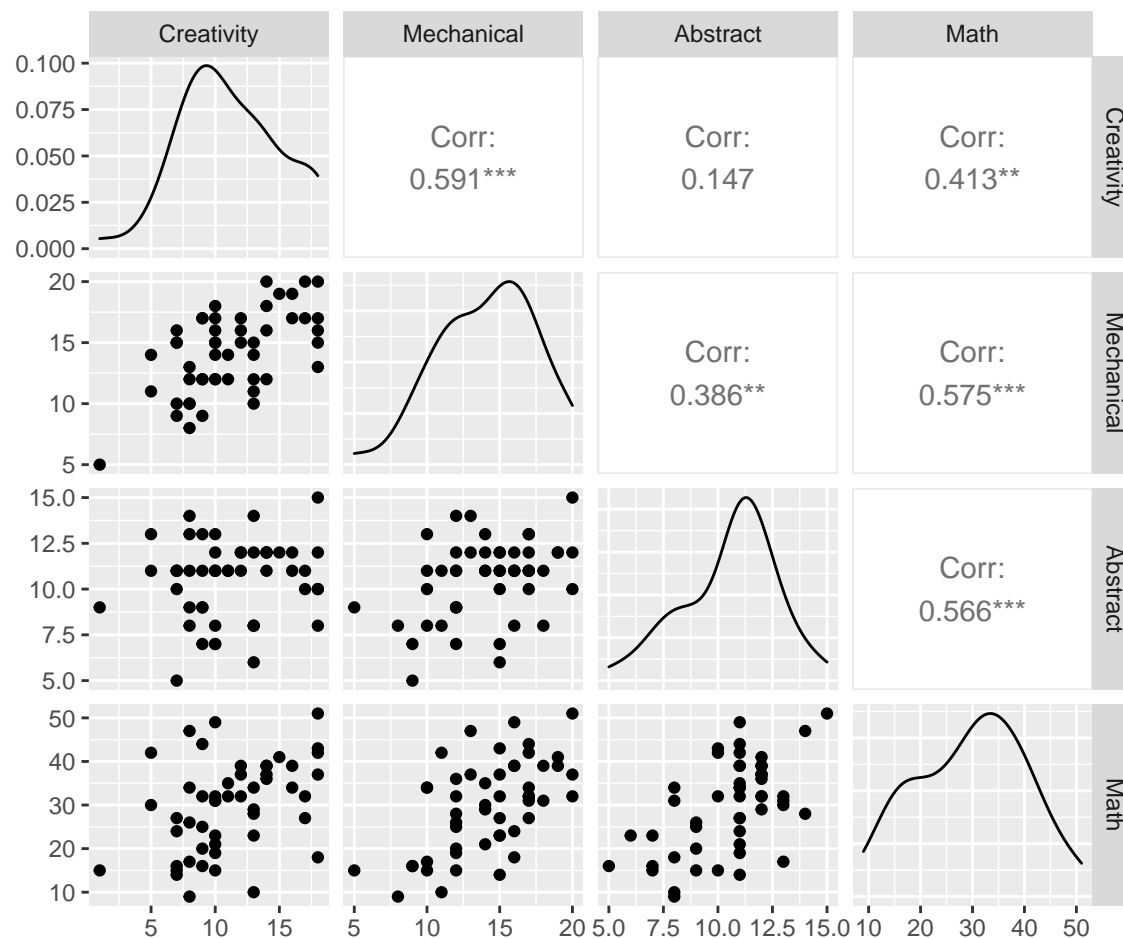 Creativity Mechanical Abstract Math
0.100
0.075
0.050
0.025
0.000
Corr:
0.591***
Corr:
0.147
Corr:
0.413**
Creativity
20
15
10
5
Corr:
0.386**
Corr:
0.575***
Mechanical
15.0
12.5
10.0
7.5
5.0
Corr:
0.566***
Abstract
50
40
30
20
10
Math
5 10 15 5 10 15 20 5.0 7.5 10.0 12.5 15.0 10 20 30 40 50